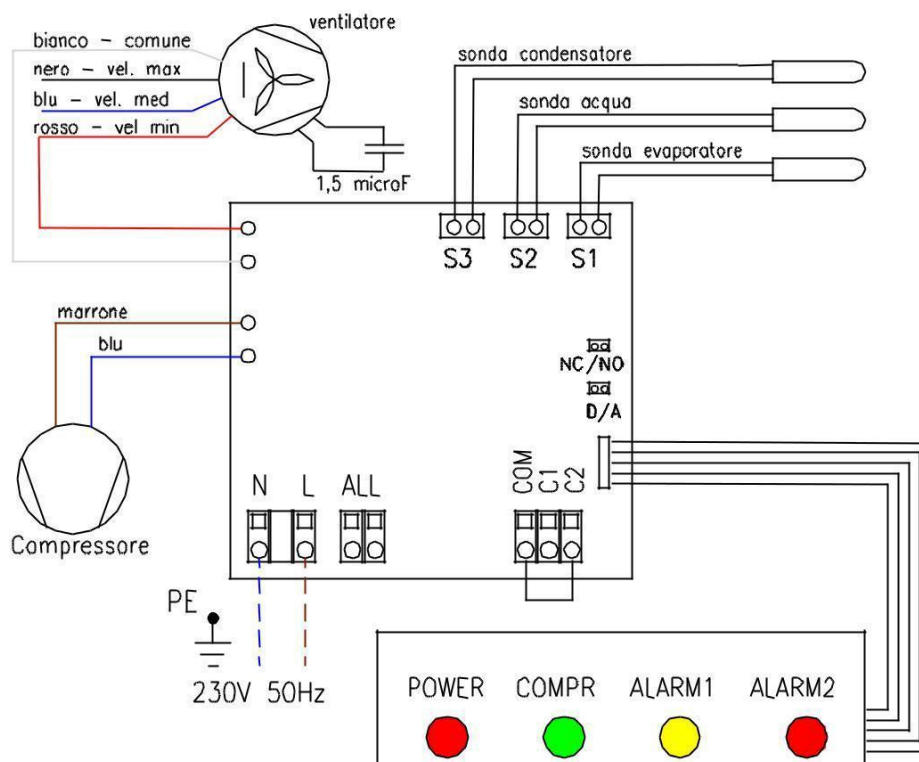 ventilatore
bianco - comune
nero - vel. max
blu - vel. med
rosso - vel min
1,5 microF
sonda condensatore
sonda acqua
sonda evaporatore
S3 S2 S1
marrone
blu
NC/NO
D/A
Compressore
N L ALL COM C1 C2
PE
230V 50Hz
POWER COMPR ALARM1 ALARM2